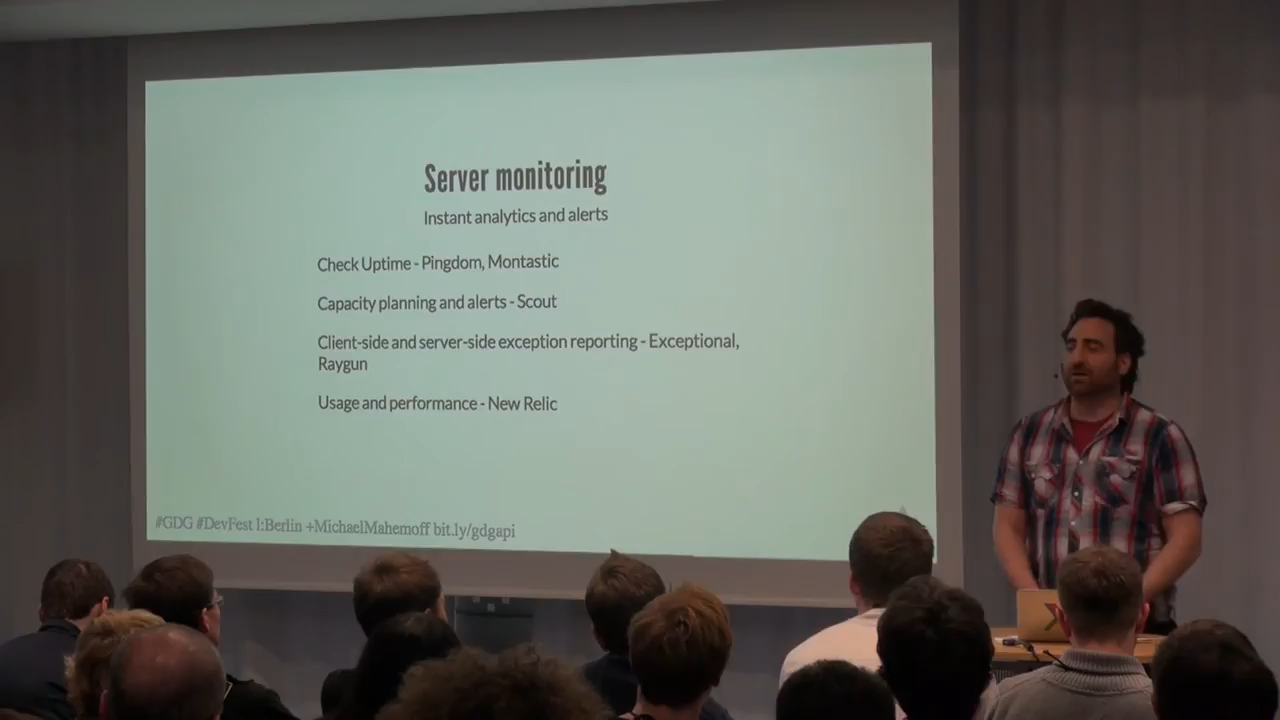 Server monitoring
Instant analytics and alerts
Check Uptime - Pingdom, Montastic
Capacity planning and alerts - Scout
Client-side and server-side exception reporting - Exceptional,
Raygun
Usage and performance - New Relic
#GDG #DevFest l:Berlin +MichaelMahemoff bit.ly/gdgapi